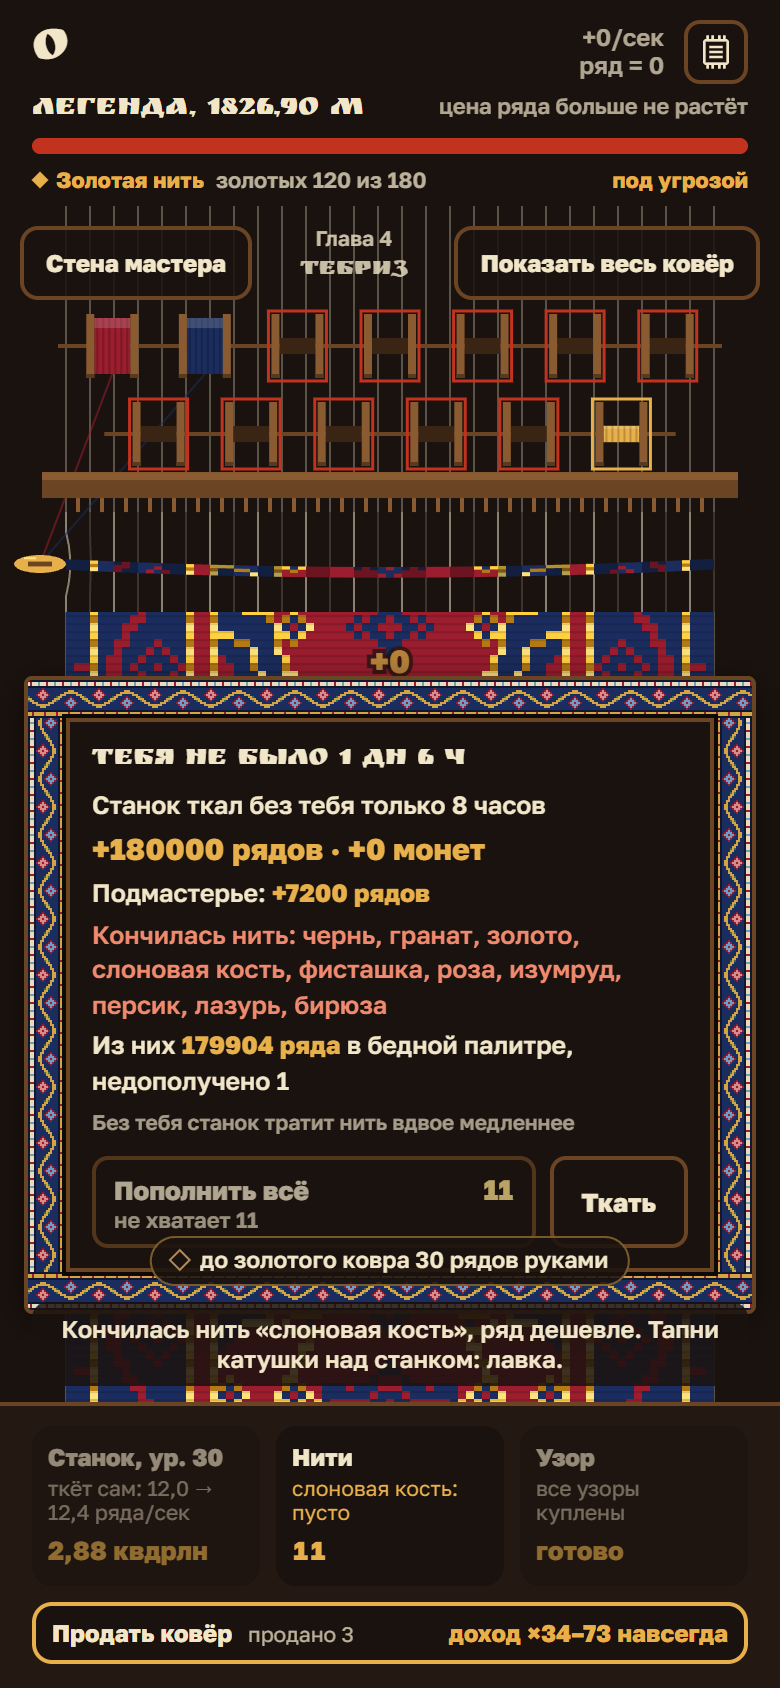 0
+0/сек
ряд = 0
ЛЕГЕНДА, 1826,90 М
цена ряда больше не растёт
Золотая нить золотых 120 из 180
под угрозой
Стена мастера
Глава 4
ТЕБРИЗ
Показать весь ковёр
+0
ТЕБЯ НЕ БЫЛО 1 ДН 6 Ч
Станок ткал без тебя только 8 часов
+180000 рядов · +0 монет
Подмастерье: +7200 рядов
Кончилась нить: чернь, гранат, золото,
слоновая кость, фисташка, роза, изумруд,
персик, лазурь, бирюза
Из них 179904 ряда в бедной палитре,
недополучено 1
Без тебя станок тратит нить вдвое медленнее
Пополнить всё 11
не хватает 11
Ткать
до золотого ковра 30 рядов руками
Кончилась нить «слоновая кость», ряд дешевле. Тапни
катушки над станком: лавка.
Станок, ур. 30
ткёт сам: 12,0 →
12,4 ряда/сек
2,88 квдрлн
Нити
слоновая кость:
пусто
11
Узор
все узоры
куплены
готово
Продать ковёр продано 3
доход ×34–73 навсегда